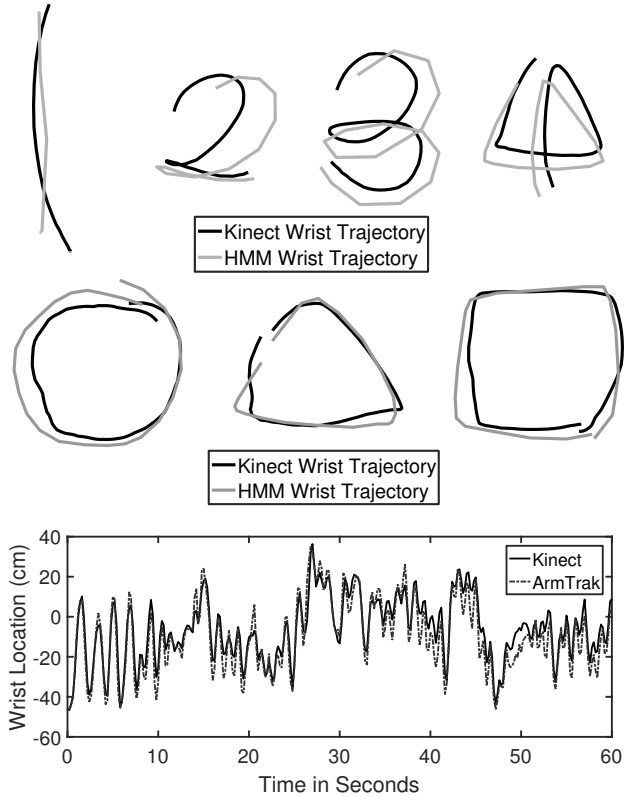 Kinect Wrist Trajectory
HMM Wrist Trajectory
Kinect Wrist Trajectory
HMM Wrist Trajectory
Wrist Location (cm)
40
20
0
-20
-40
-60
Kinect
ArmTrak
0 10 20 30 40 50 60
Time in Seconds